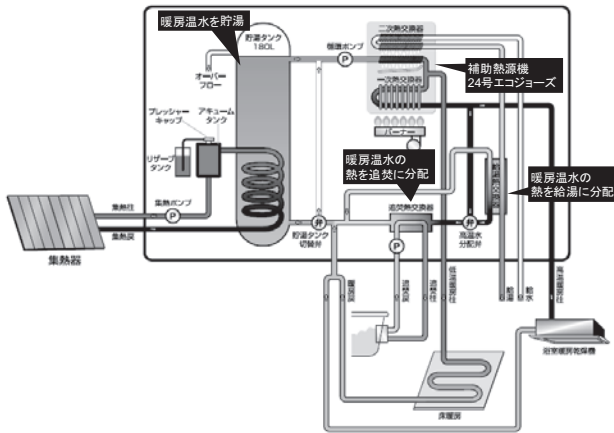 暖房温水を貯湯
貯湯タンク
180L
オーバー
フロー
循環ポンプ
P
二次熱交換器
一次熱交換器
バーナー
補助熱源機
24号エコジョーズ
プレッシャー
キャップ
アキューム
タンク
リザーブ
タンク
暖房温水の
熱を追焚に分配
給湯熱交換器
暖房温水の
熱を給湯に分配
集熱往
集熱ポンプ
P
集熱戻
集熱器
弁
貯湯タンク
切替弁
追焚熱交換器
P
弁
高温水
分配弁
暖房戻
追焚戻
追焚往
低温暖房往
給湯
給水
高温暖房往
浴室暖房乾燥機
床暖房